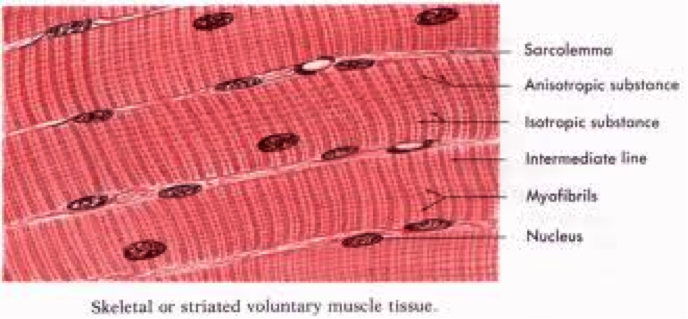 Sarcolemma
Anisotropic substance
Isotropic substance
Intermediate line
Myofibrils
Nucleus
Skeletal or striated voluntary muscle tissue.